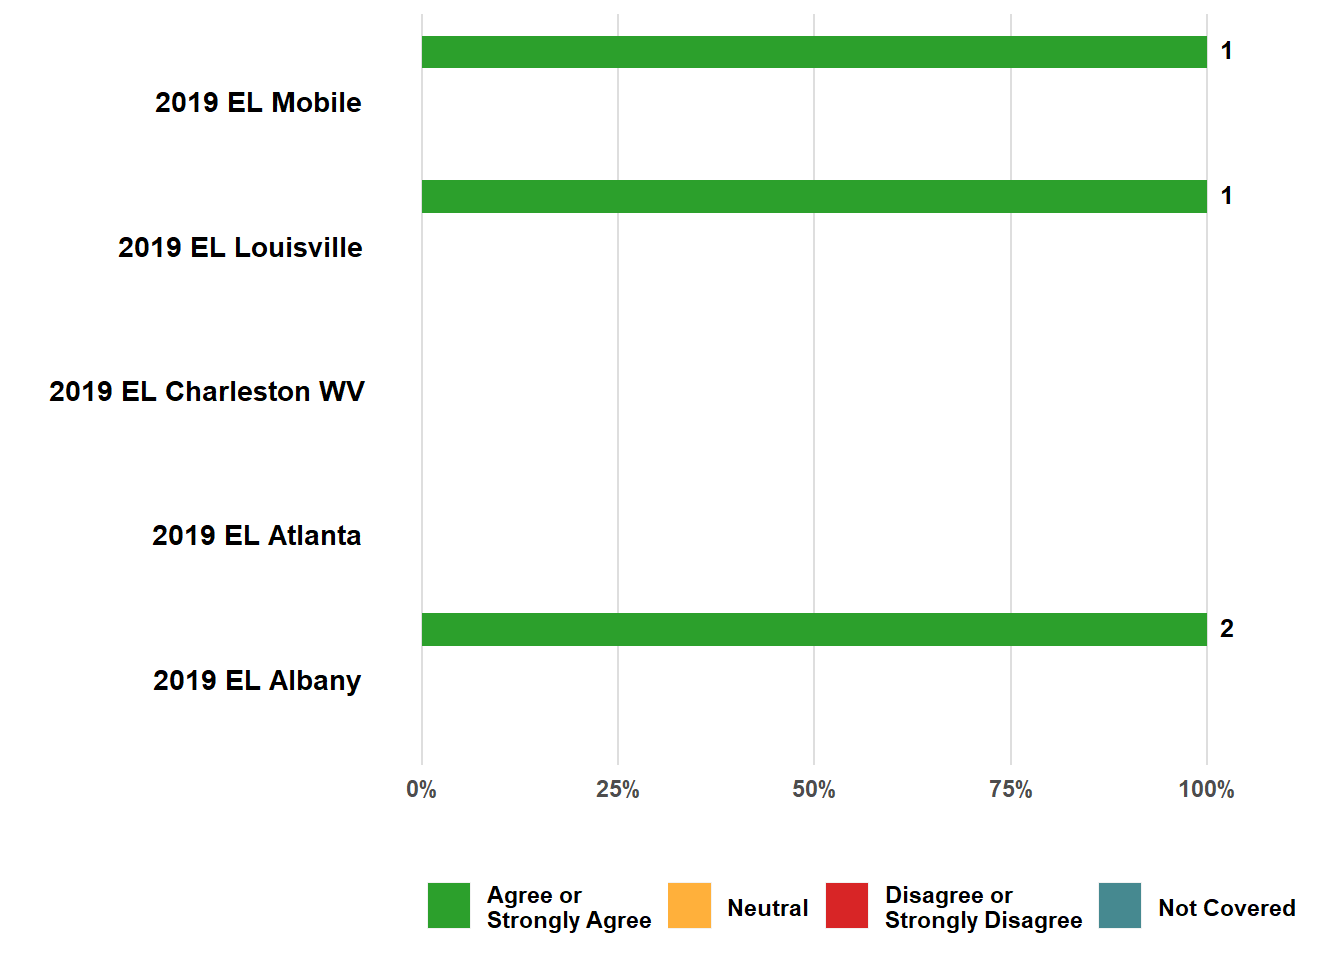 1
2019 EL Mobile
1
2019 EL Louisville
2019 EL Charleston WV
2019 EL Atlanta
2
2019 EL Albany
0% 25% 50% 75% 100%
Agree or
Strongly Agree
Neutral
Disagree or
Strongly Disagree
Not Covered